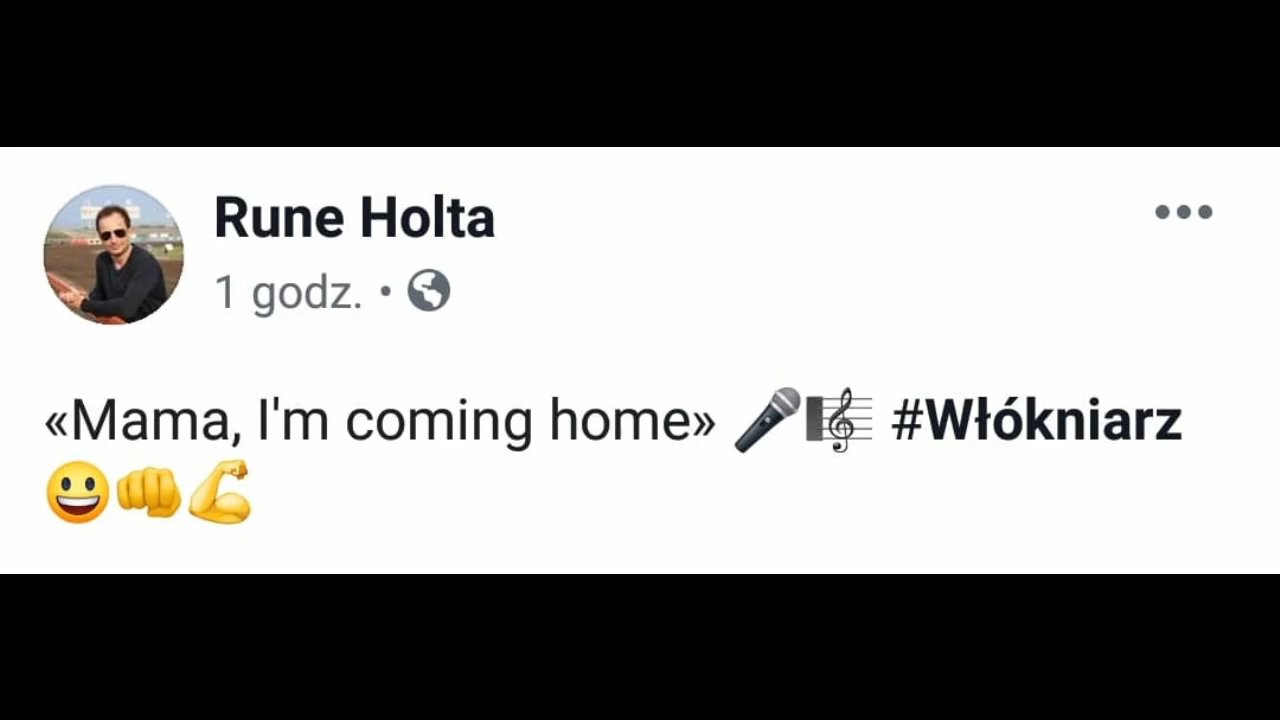 Rune Holta
1 godz. •
«Mama, I'm coming home» 🎤🎼 #Włókniarz
😃👊💪